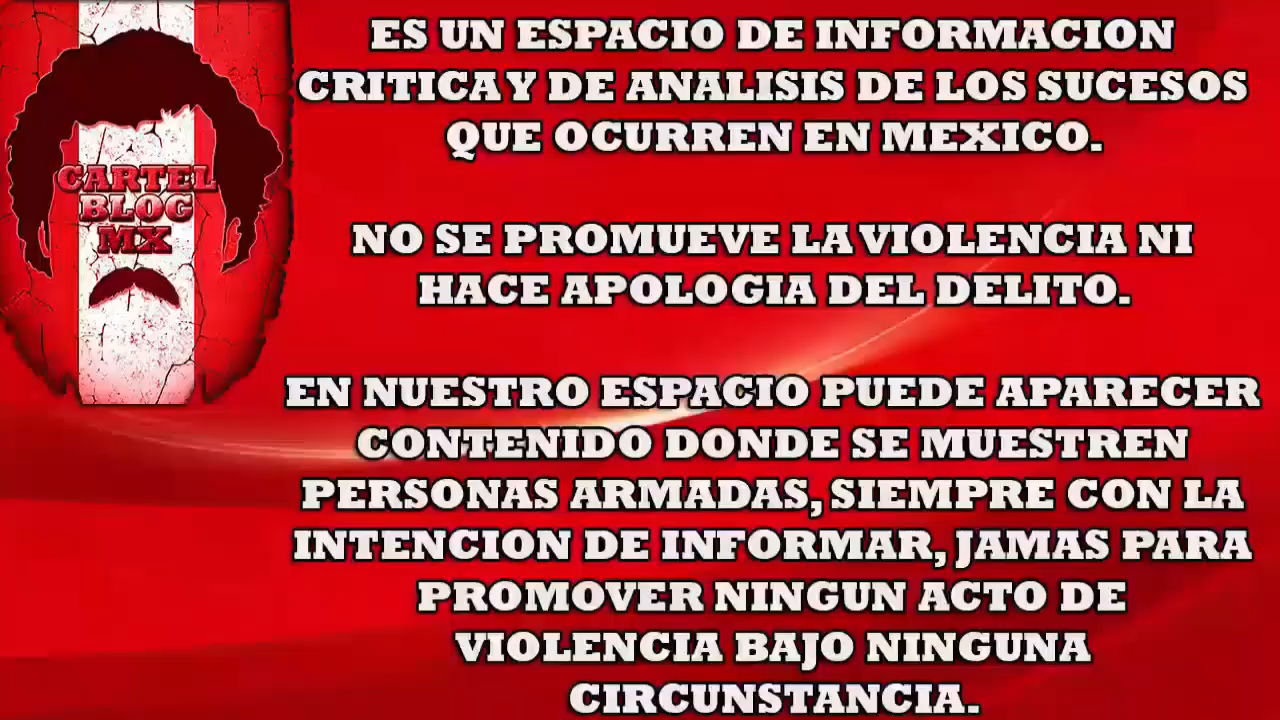 CARTEL
BLOG
MX
ES UN ESPACIO DE INFORMACION
CRITICA Y DE ANALISIS DE LOS SUCESOS
QUE OCURREN EN MEXICO.
NO SE PROMUEVE LA VIOLENCIA NI
HACE APOLOGIA DEL DELITO.
EN NUESTRO ESPACIO PUEDE APARECER
CONTENIDO DONDE SE MUESTREN
PERSONAS ARMADAS, SIEMPRE CON LA
INTENCION DE INFORMAR, JAMAS PARA
PROMOVER NINGUN ACTO DE
VIOLENCIA BAJO NINGUNA
CIRCUNSTANCIA.